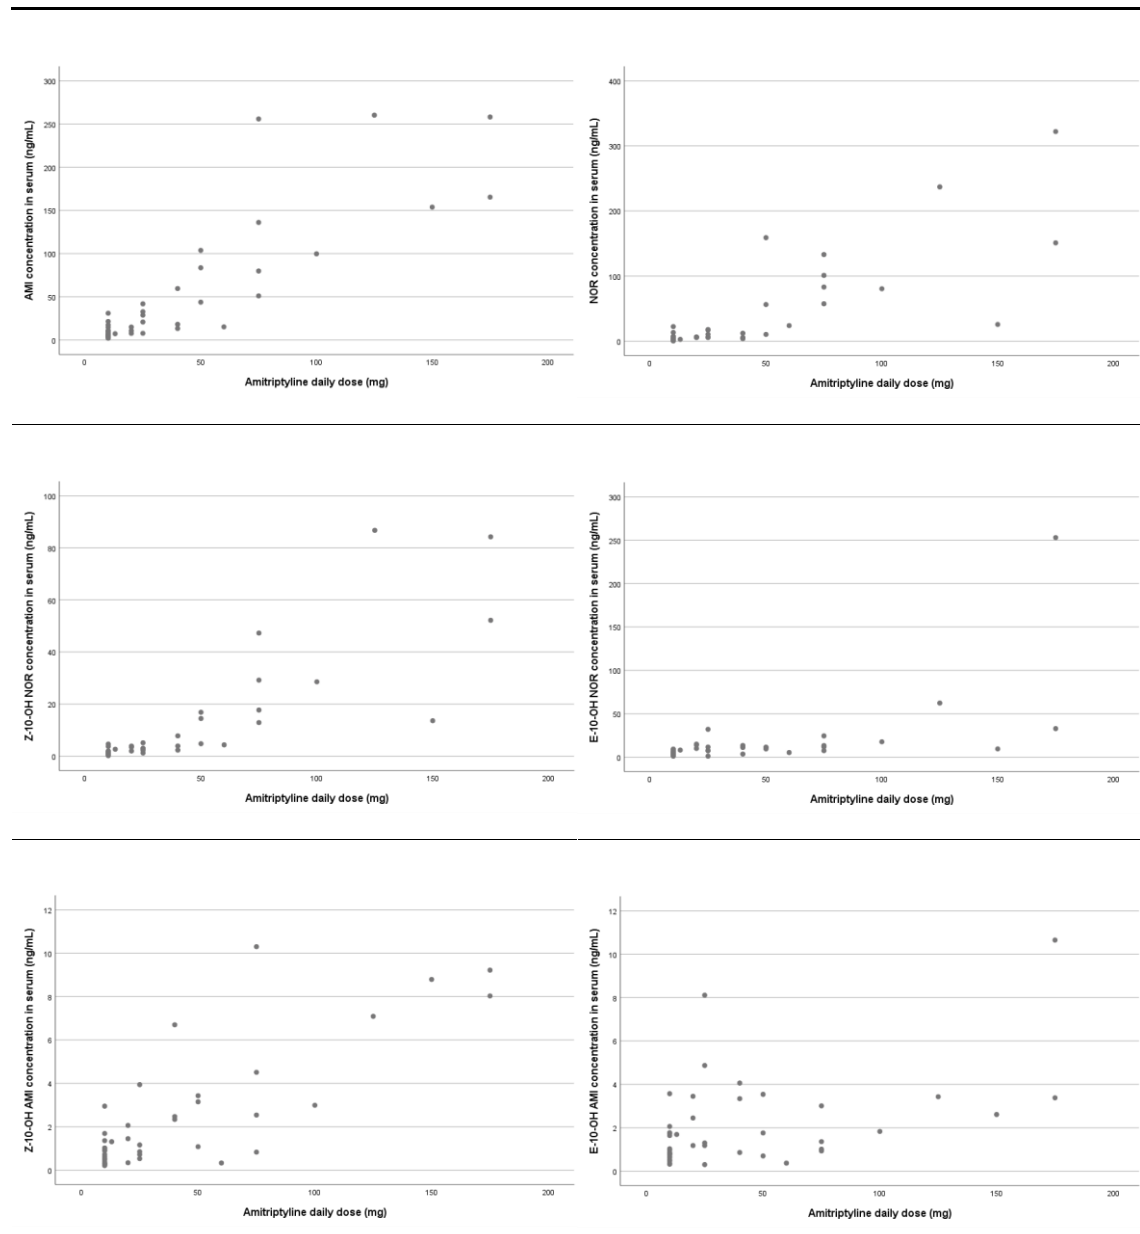 300
250
200
150
100
50
0
AMI concentration in serum (ng/mL)
0 50 100 150 200
Amitriptyline daily dose (mg)
400
300
200
100
0
NOR concentration in serum (ng/mL)
0 50 100 150 200
Amitriptyline daily dose (mg)
100
80
60
40
20
0
Z-10-OH NOR concentration in serum (ng/mL)
0 50 100 150 200
Amitriptyline daily dose (mg)
300
250
200
150
100
50
0
E-10-OH NOR concentration in serum (ng/mL)
0 50 100 150 200
Amitriptyline daily dose (mg)
12
10
8
6
4
2
0
Z-10-OH AMI concentration in serum (ng/mL)
0 50 100 150 200
Amitriptyline daily dose (mg)
12
10
8
6
4
2
0
E-10-OH AMI concentration in serum (ng/mL)
0 50 100 150 200
Amitriptyline daily dose (mg)